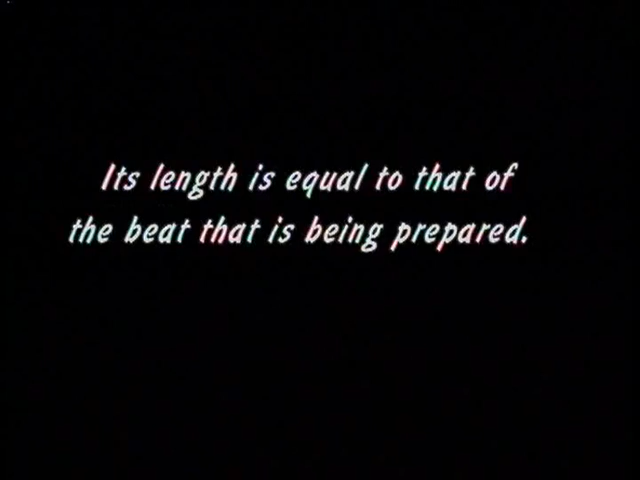 Its length is equal to that of
the beat that is being prepared.